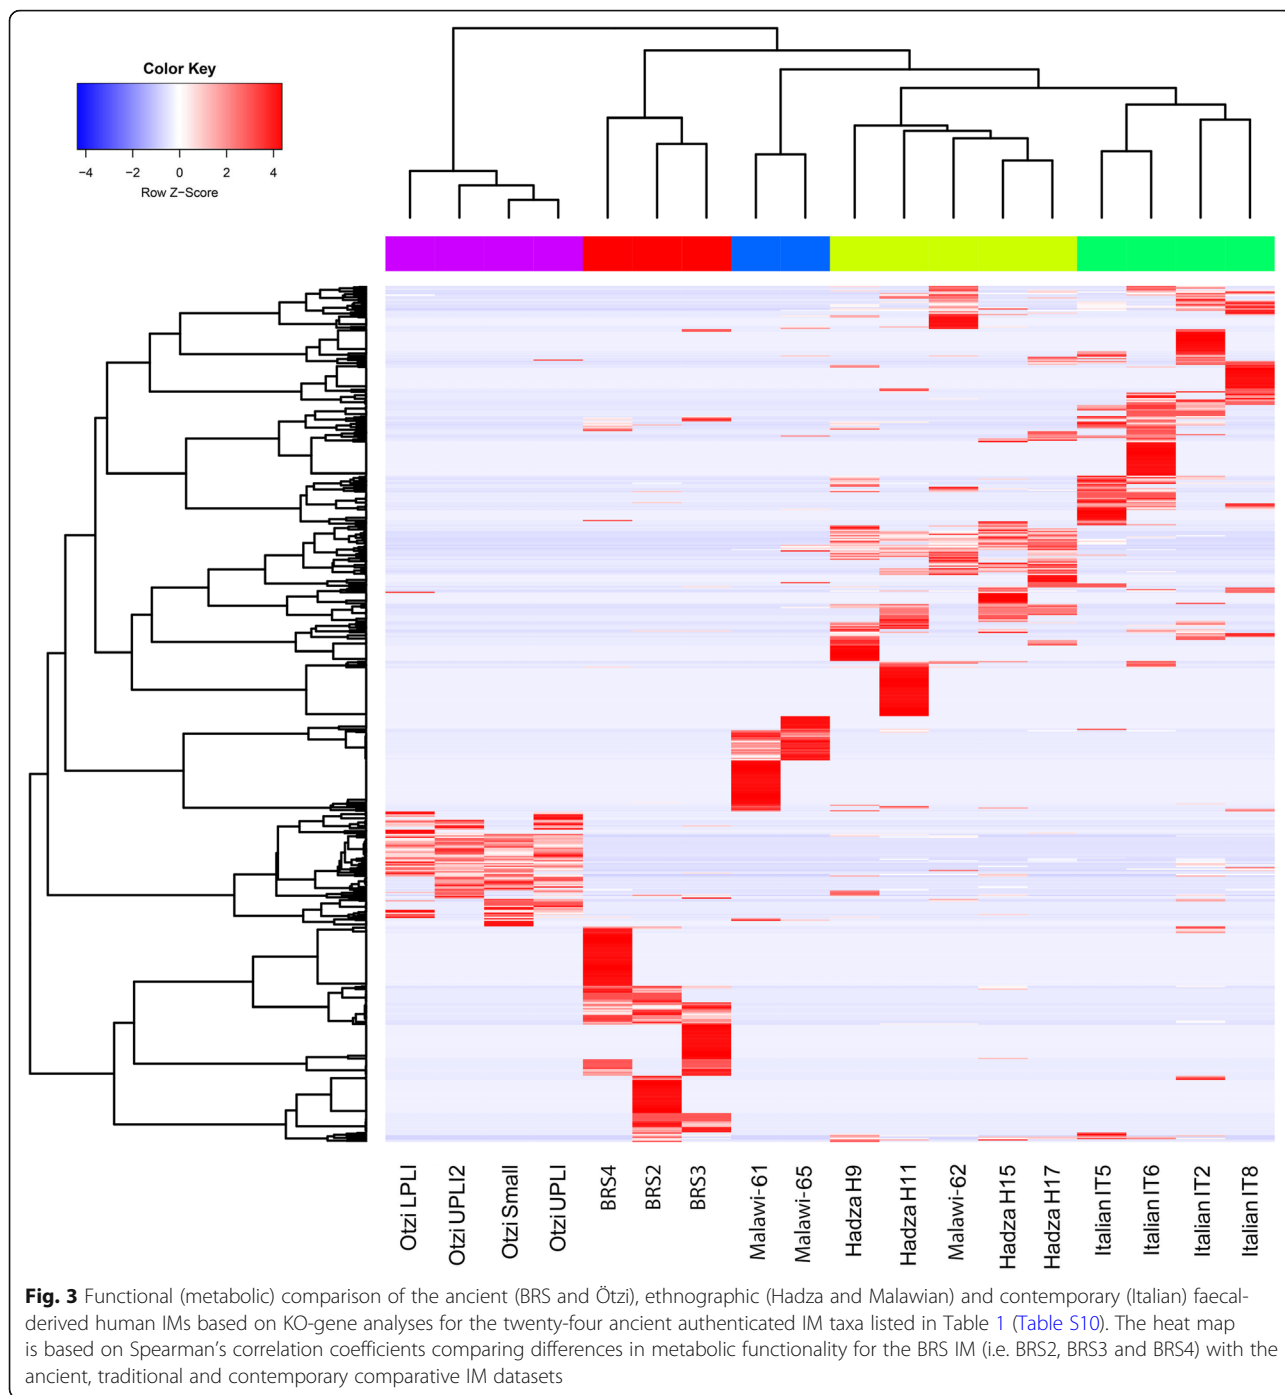 Color Key
−4 −2 0 2 4
Row Z−Score
Otzi LPLI
Otzi UPLI2
Otzi Small
Otzi UPLI
BRS4
BRS2
BRS3
Malawi-61
Malawi-65
Hadza H9
Hadza H11
Malawi-62
Hadza H15
Hadza H17
Italian IT5
Italian IT6
Italian IT2
Italian IT8
Fig. 3 Functional (metabolic) comparison of the ancient (BRS and Ötzi), ethnographic (Hadza and Malawian) and contemporary (Italian) faecal-
derived human IMs based on KO-gene analyses for the twenty-four ancient authenticated IM taxa listed in Table 1 (Table S10). The heat map
is based on Spearman's correlation coefficients comparing differences in metabolic functionality for the BRS IM (i.e. BRS2, BRS3 and BRS4) with the
ancient, traditional and contemporary comparative IM datasets